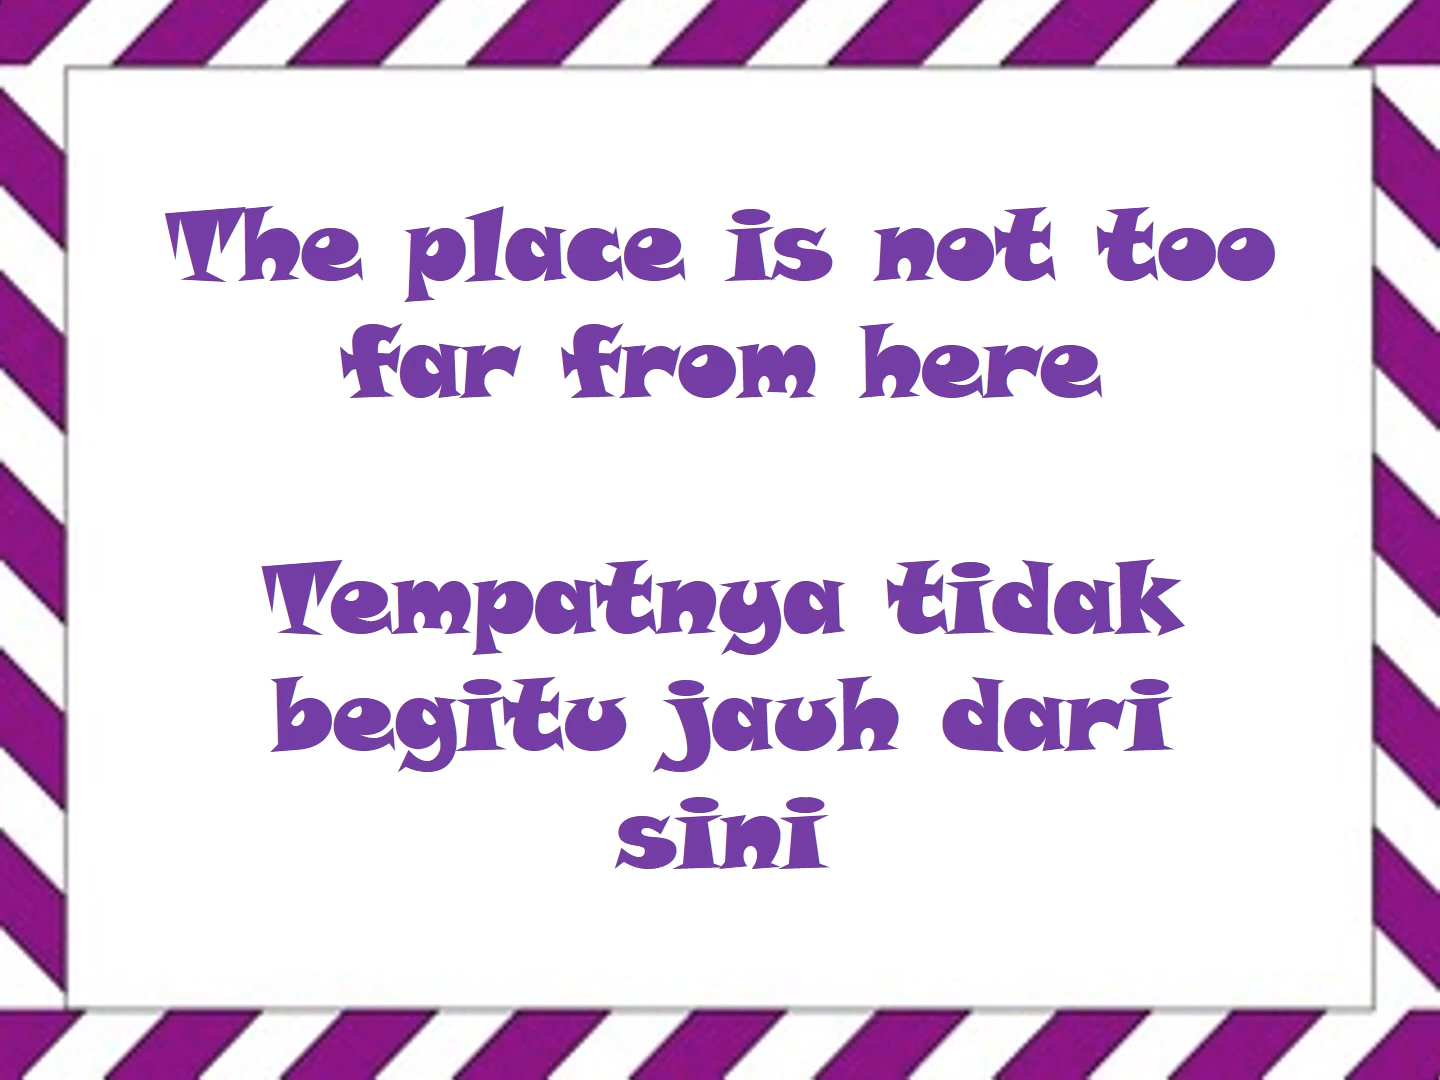 The place is not too
far from here
Tempatnya tidak
begitu jauh dari
sini